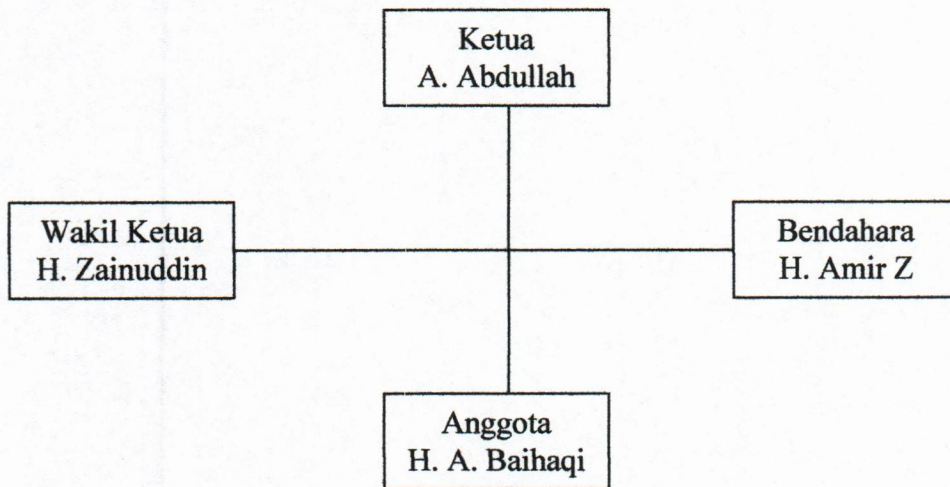 Ketua
A. Abdullah
Wakil Ketua
H. Zainuddin
Bendahara
H. Amir Z
Anggota
H. A. Baihaqi